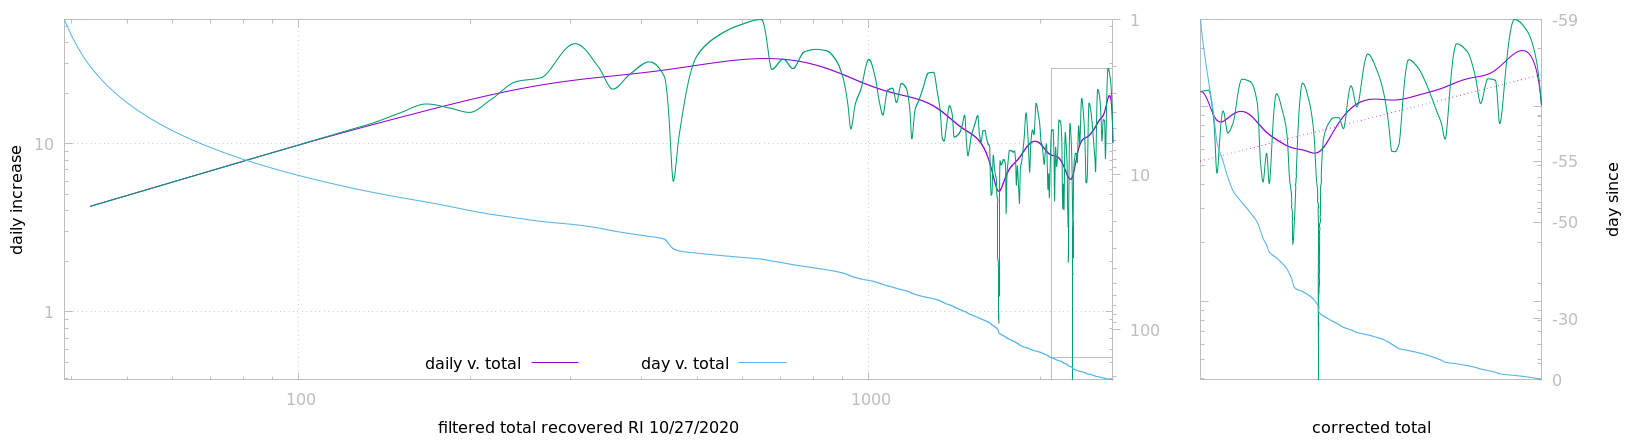 daily increase
10
1
100
1000
1
10
100
daily v. total
day v. total
filtered total recovered RI 10/27/2020
-59
-55
-50
-30
0
day since
corrected total